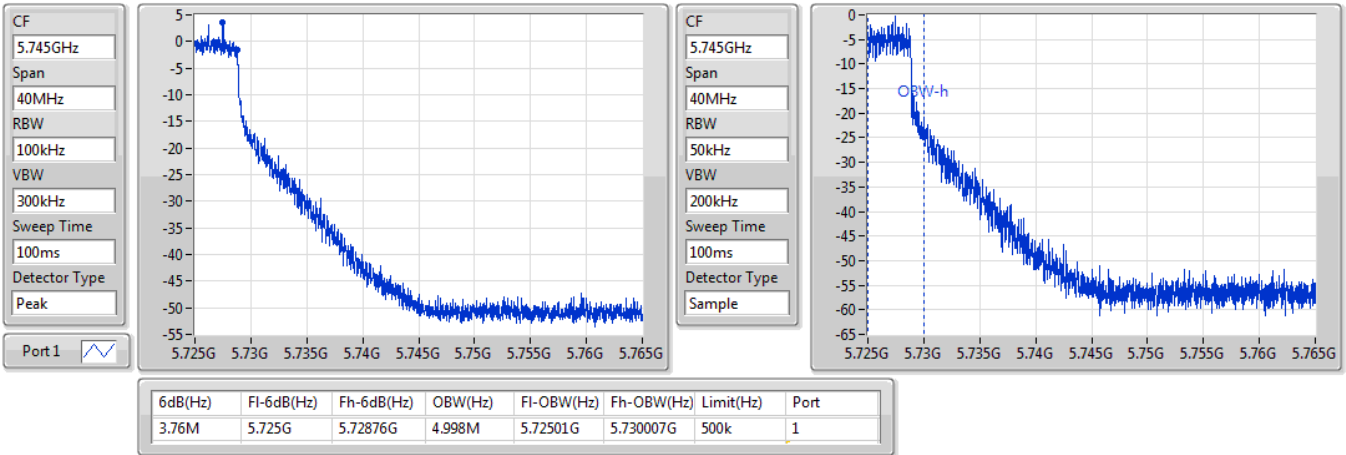 CF
5.745GHz
Span
40MHz
RBW
100kHz
VBW
300kHz
Sweep Time
100ms
Detector Type
Peak
Port 1
5
0
-5
-10
-15
-20
-25
-30
-35
-40
-45
-50
-55
5.725G 5.73G 5.735G 5.74G 5.745G 5.75G 5.755G 5.76G 5.765G
CF
5.745GHz
Span
40MHz
RBW
50kHz
VBW
200kHz
Sweep Time
100ms
Detector Type
Sample
0
-5
-10
-15
-20
-25
-30
-35
-40
-45
-50
-55
-60
-65
OBW-h
5.725G 5.73G 5.735G 5.74G 5.745G 5.75G 5.755G 5.76G 5.765G
6dB(Hz) Fl-6dB(Hz) Fh-6dB(Hz) OBW(Hz) Fl-OBW(Hz) Fh-OBW(Hz) Limit(Hz) Port
3.76M 5.725G 5.72876G 4.998M 5.72501G 5.730007G 500k 1